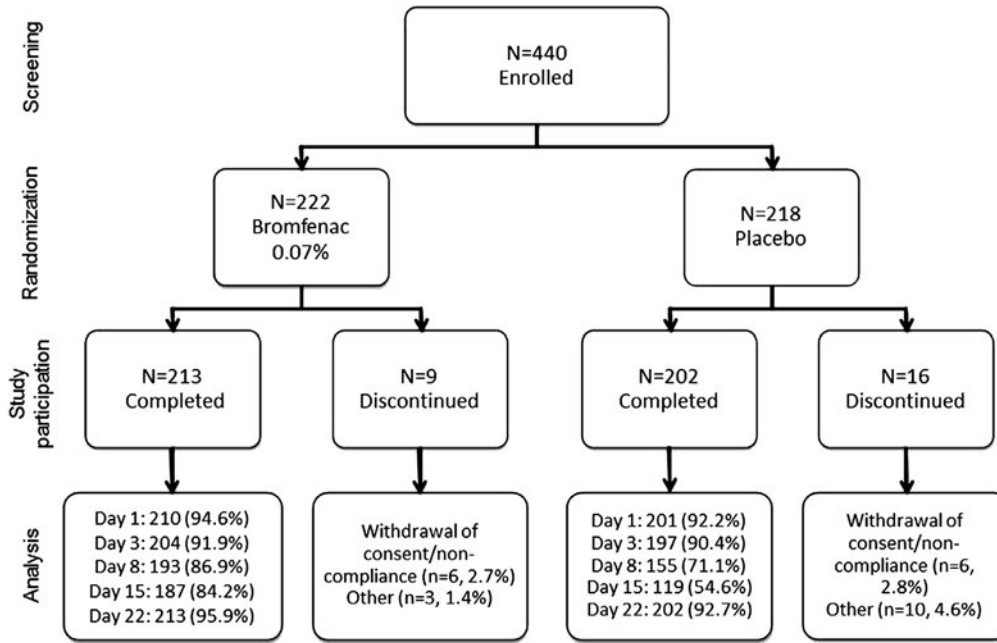 Screening
N=440
Enrolled
Randomization
N=222
Bromfenac
0.07%
N=218
Placebo
Study
participation
N=213
Completed
N=9
Discontinued
N=202
Completed
N=16
Discontinued
Analysis
Day 1: 210 (94.6%)
Day 3: 204 (91.9%)
Day 8: 193 (86.9%)
Day 15: 187 (84.2%)
Day 22: 213 (95.9%)
Withdrawal of
consent/non-
compliance (n=6, 2.7%)
Other (n=3, 1.4%)
Day 1: 201 (92.2%)
Day 3: 197 (90.4%)
Day 8: 155 (71.1%)
Day 15: 119 (54.6%)
Day 22: 202 (92.7%)
Withdrawal of
consent/non-
compliance (n=6,
2.8%)
Other (n=10, 4.6%)